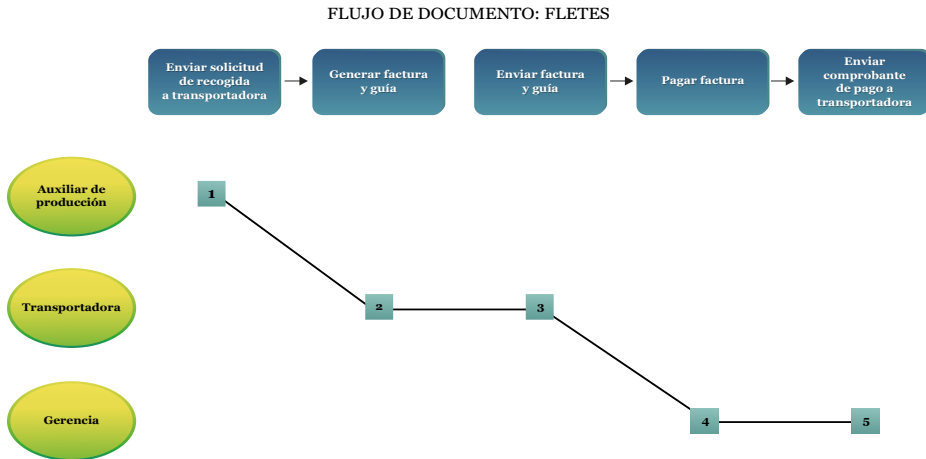 FLUJO DE DOCUMENTO: FLETES
Enviar solicitud
de recogida
a transportadora
Generar factura
y guía
Enviar factura
y guía
Pagar factura
Enviar
comprobante
de pago a
transportadora
Auxiliar de
producción
1
Transportadora
2
3
Gerencia
4
5